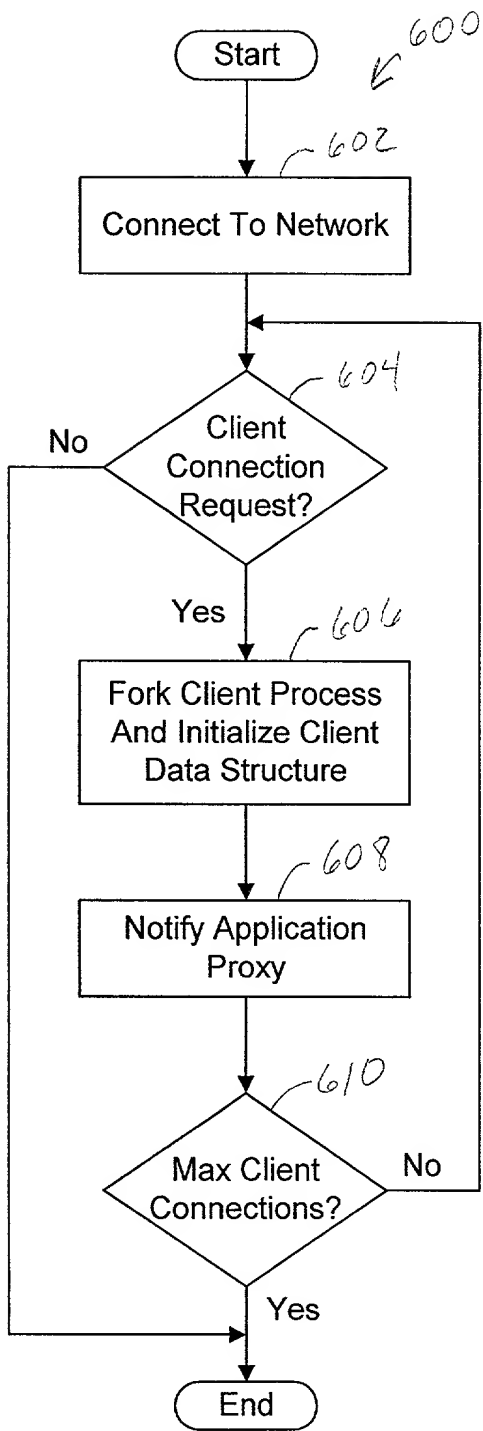 Start
600
602
Connect To Network
604
Client
Connection
Request?
No
Yes
606
Fork Client Process
And Initialize Client
Data Structure
608
Notify Application
Proxy
610
Max Client
Connections?
No
Yes
End